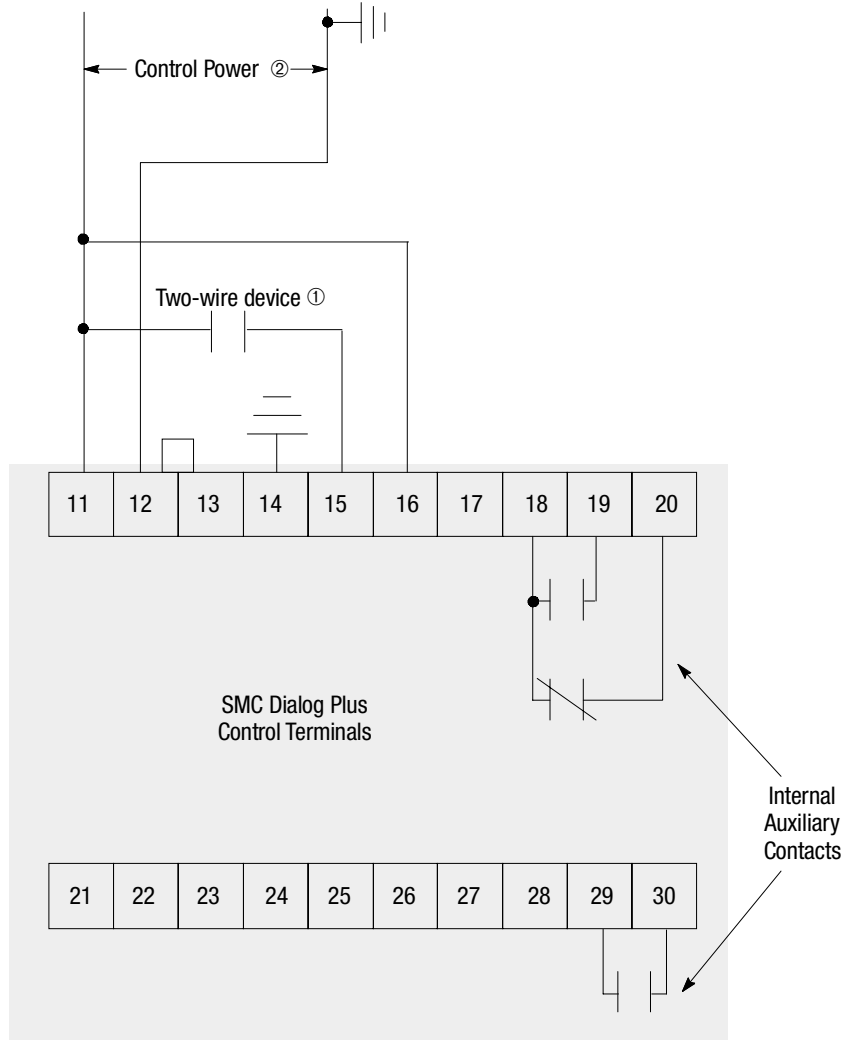 Control Power ②
Two-wire device ①
11 12 13 14 15 16 17 18 19 20
SMC Dialog Plus
Control Terminals
Internal
Auxiliary
Contacts
21 22 23 24 25 26 27 28 29 30